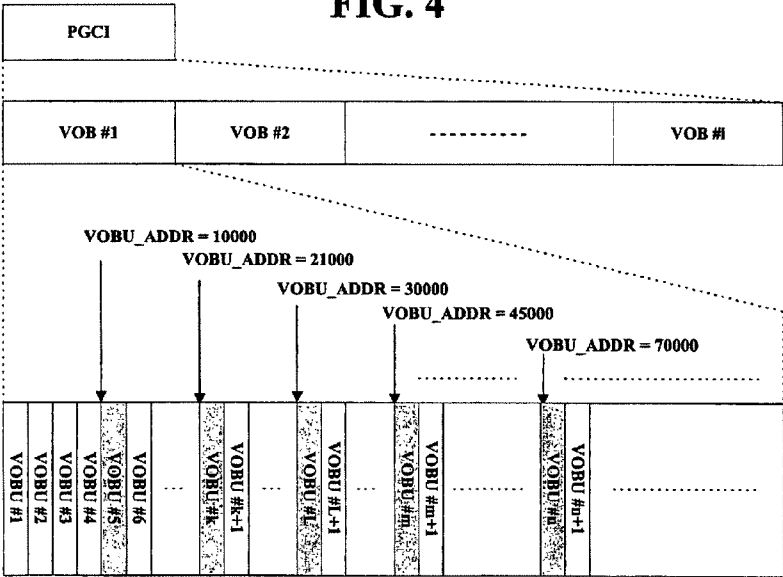 FIG. 4
PGCI
VOB #1
VOB #2
VOB #l
VOBU_ADDR = 10000
VOBU_ADDR = 21000
VOBU_ADDR = 30000
VOBU_ADDR = 45000
VOBU_ADDR = 70000
VOBU #1
VOBU #2
VOBU #3
VOBU #4
VOBU #5
VOBU #6
VOBU #k
VOBU #k+1
VOBU #L
VOBU #L+1
VOBU #m
VOBU #m+1
VOBU #n
VOBU #n+1